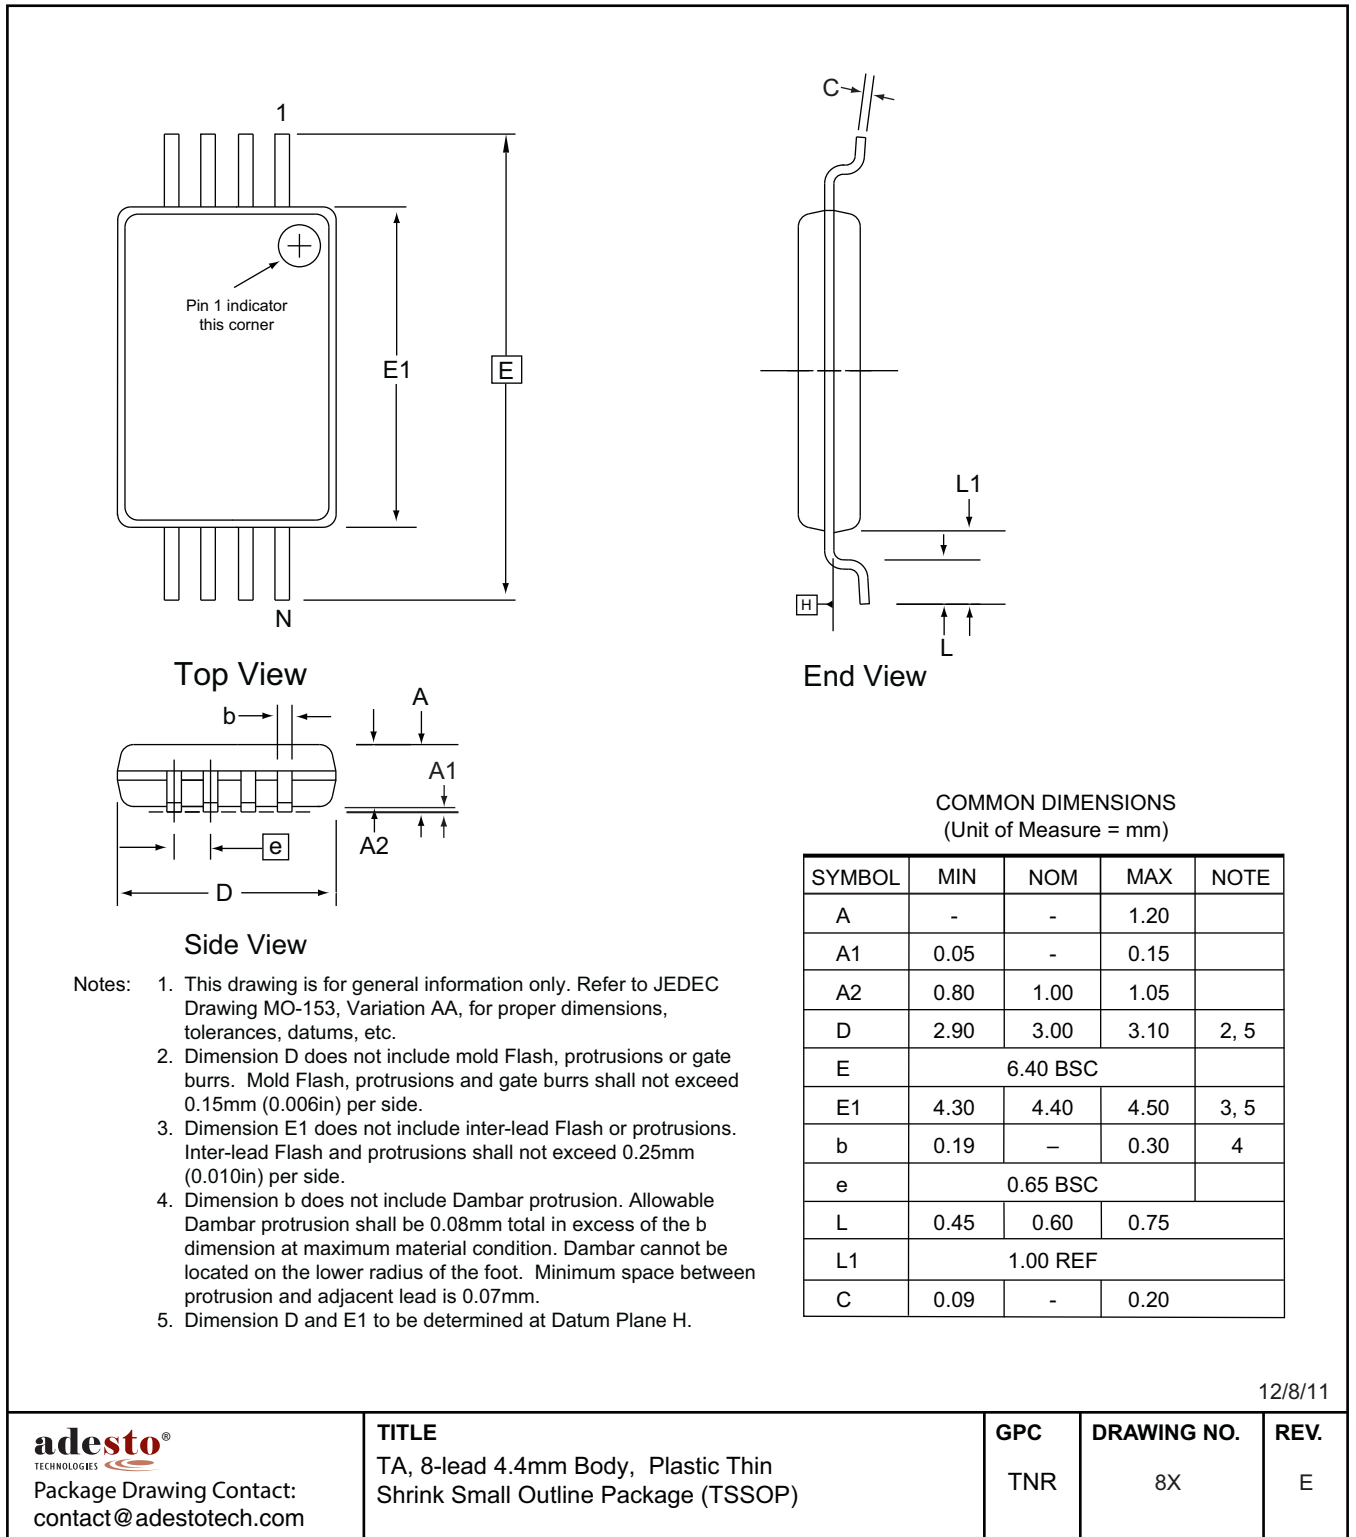 1
Pin 1 indicator
this corner
E1
E
N
Top View
C
L1
H
L
End View
b
A
A1
e
A2
D
Side View
COMMON DIMENSIONS
(Unit of Measure = mm)
SYMBOL MIN NOM MAX NOTE
A - - 1.20
A1 0.05 - 0.15
A2 0.80 1.00 1.05
D 2.90 3.00 3.10 2, 5
E 6.40 BSC
E1 4.30 4.40 4.50 3, 5
b 0.19 – 0.30 4
e 0.65 BSC
L 0.45 0.60 0.75
L1 1.00 REF
C 0.09 - 0.20
Notes: 1. This drawing is for general information only. Refer to JEDEC
Drawing MO-153, Variation AA, for proper dimensions,
tolerances, datums, etc.
2. Dimension D does not include mold Flash, protrusions or gate
burrs. Mold Flash, protrusions and gate burrs shall not exceed
0.15mm (0.006in) per side.
3. Dimension E1 does not include inter-lead Flash or protrusions.
Inter-lead Flash and protrusions shall not exceed 0.25mm
(0.010in) per side.
4. Dimension b does not include Dambar protrusion. Allowable
Dambar protrusion shall be 0.08mm total in excess of the b
dimension at maximum material condition. Dambar cannot be
located on the lower radius of the foot. Minimum space between
protrusion and adjacent lead is 0.07mm.
5. Dimension D and E1 to be determined at Datum Plane H.
12/8/11
adesto®
TECHNOLOGIES
Package Drawing Contact:
contact@adestotech.com
TITLE
TA, 8-lead 4.4mm Body, Plastic Thin
Shrink Small Outline Package (TSSOP)
GPC
TNR
DRAWING NO.
8X
REV.
E